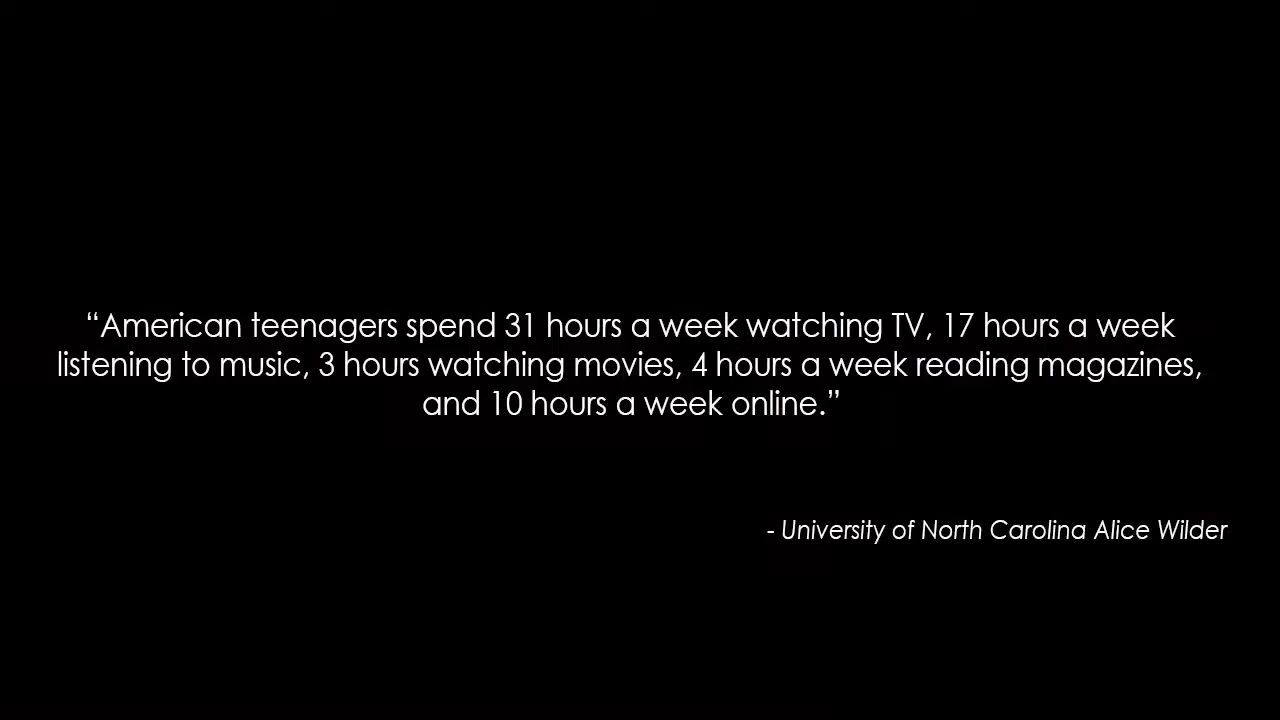 “American teenagers spend 31 hours a week watching TV, 17 hours a week
listening to music, 3 hours watching movies, 4 hours a week reading magazines,
and 10 hours a week online.”
- University of North Carolina Alice Wilder